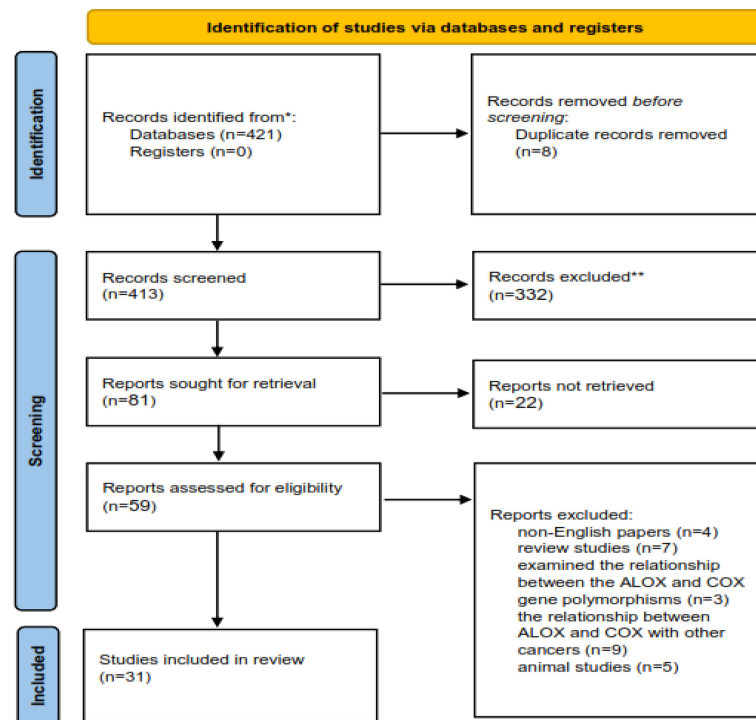 Identification of studies via databases and registers
Identification
Records identified from*:
Databases (n=421)
Registers (n=0)
Records removed before
screening:
Duplicate records removed
(n=8)
Screening
Records screened
(n=413)
Records excluded**
(n=332)
Reports sought for retrieval
(n=81)
Reports not retrieved
(n=22)
Reports assessed for eligibility
(n=59)
Reports excluded:
non-English papers (n=4)
review studies (n=7)
examined the relationship
between the ALOX and COX
gene polymorphisms (n=3)
the relationship between
ALOX and COX with other
cancers (n=9)
animal studies (n=5)
Included
Studies included in review
(n=31)